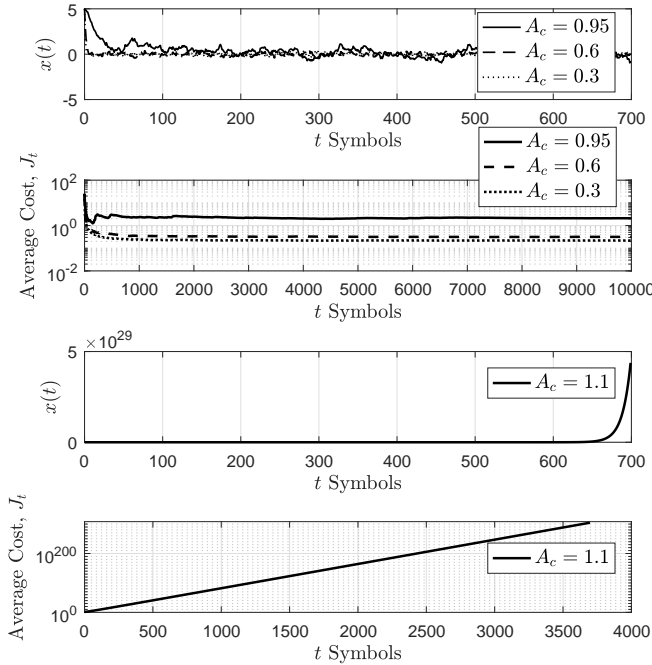 5
0
-5
x(t)
0 100 200 300 400 500 600 700
t Symbols
A_c = 0.95
A_c = 0.6
A_c = 0.3
10^2
10^0
10^-2
Average Cost, J_t
0 1000 2000 3000 4000 5000 6000 7000 8000 9000 10000
t Symbols
A_c = 0.95
A_c = 0.6
A_c = 0.3
×10^29
5
0
x(t)
0 100 200 300 400 500 600 700
t Symbols
A_c = 1.1
10^200
10^0
Average Cost, J_t
0 500 1000 1500 2000 2500 3000 3500 4000
t Symbols
A_c = 1.1